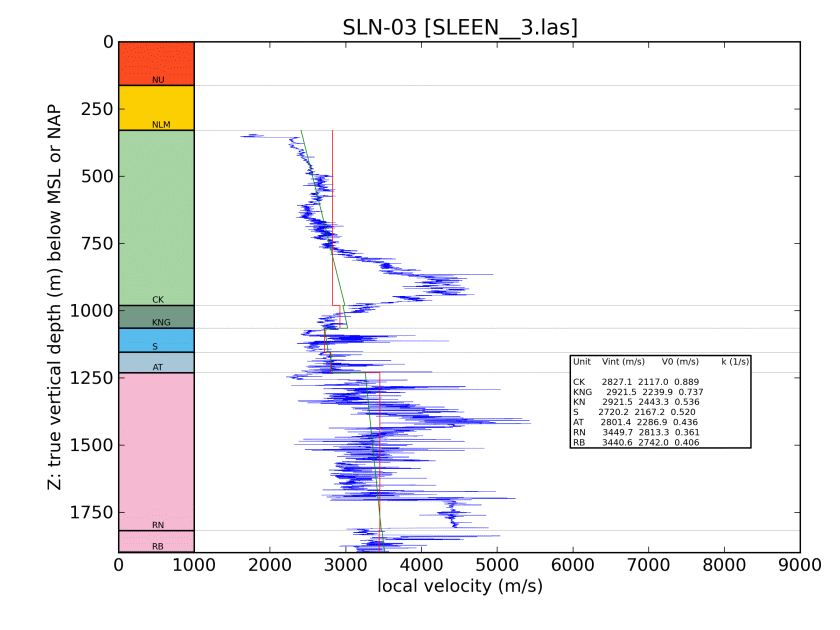 SLN-03 [SLEEN__3.las]
0
250
500
750
1000
1250
1500
1750
Z: true vertical depth (m) below MSL or NAP
NU
NLM
CK
KNG
S
AT
RN
RB
Unit Vint (m/s) V0 (m/s) k (1/s)
CK 2827.1 2117.0 0.889
KNG 2921.5 2239.9 0.737
KN 2921.5 2443.3 0.536
S 2720.2 2167.2 0.520
AT 2801.4 2286.9 0.436
RN 3449.7 2813.3 0.361
RB 3440.6 2742.0 0.406
0 1000 2000 3000 4000 5000 6000 7000 8000 9000
local velocity (m/s)